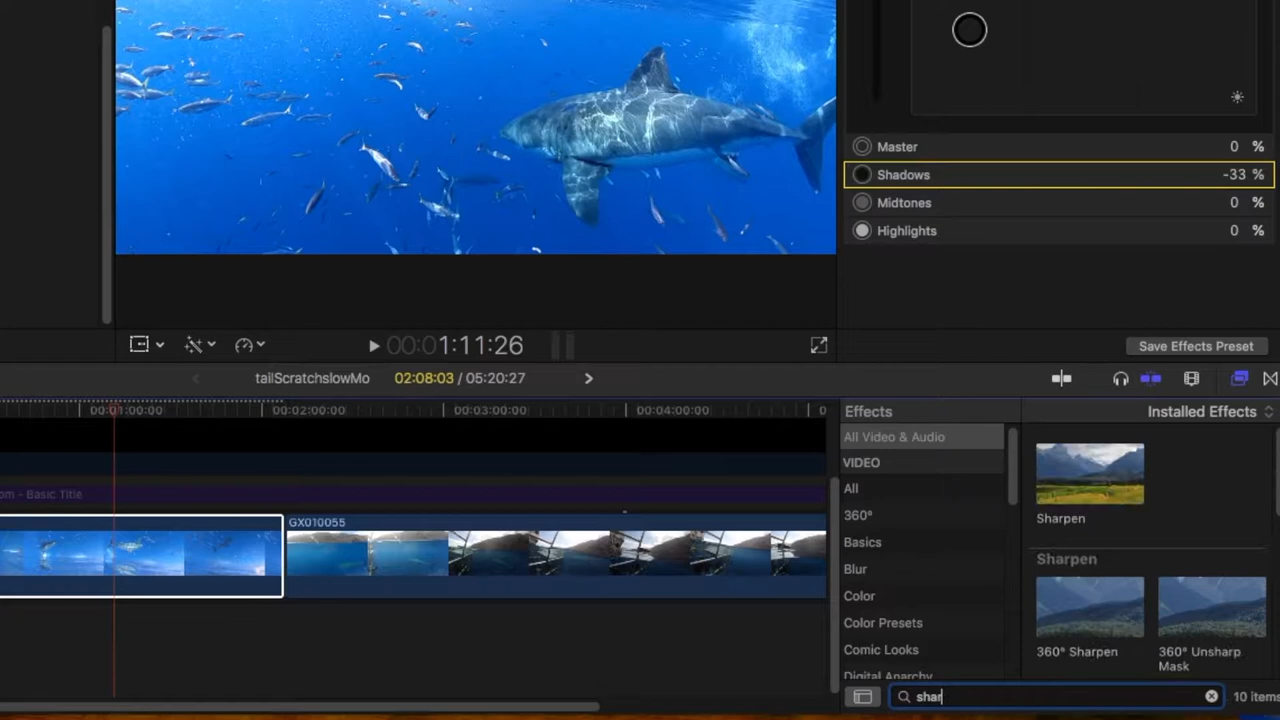 Master 0 %
Shadows -33 %
Midtones 0 %
Highlights 0 %
00:01:11:26
Save Effects Preset
tailScratchslowMo 02:08:03 / 05:20:27
00:01:00:00 00:02:00:00 00:03:00:00 00:04:00:00 0
om - Basic Title
GX010055
Effects
Installed Effects
All Video & Audio
VIDEO
All
360°
Basics
Blur
Color
Color Presets
Comic Looks
Digital Anarchy
Sharpen
Sharpen
360° Sharpen
360° Unsharp
Mask
shar
10 items